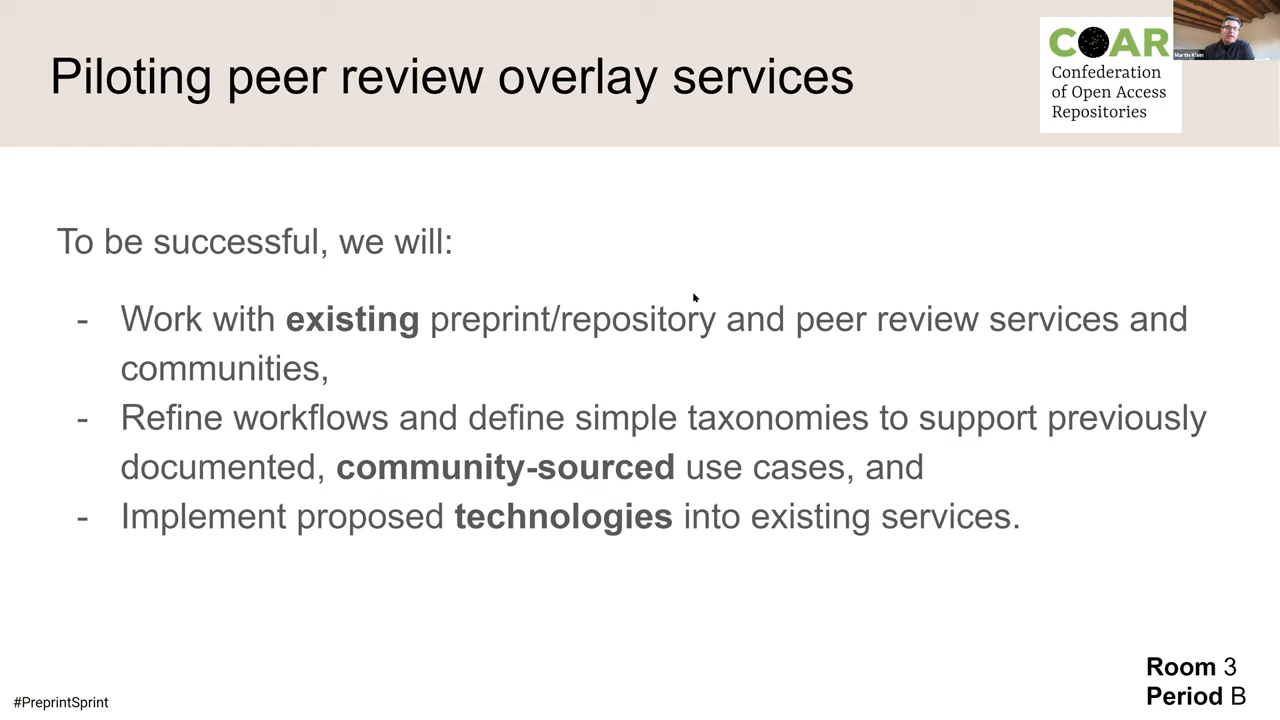 Piloting peer review overlay services
COAR
Confederation
of Open Access
Repositories
Martin Klein
To be successful, we will:
- Work with existing preprint/repository and peer review services and
communities,
- Refine workflows and define simple taxonomies to support previously
documented, community-sourced use cases, and
- Implement proposed technologies into existing services.
Room 3
Period B
#PreprintSprint